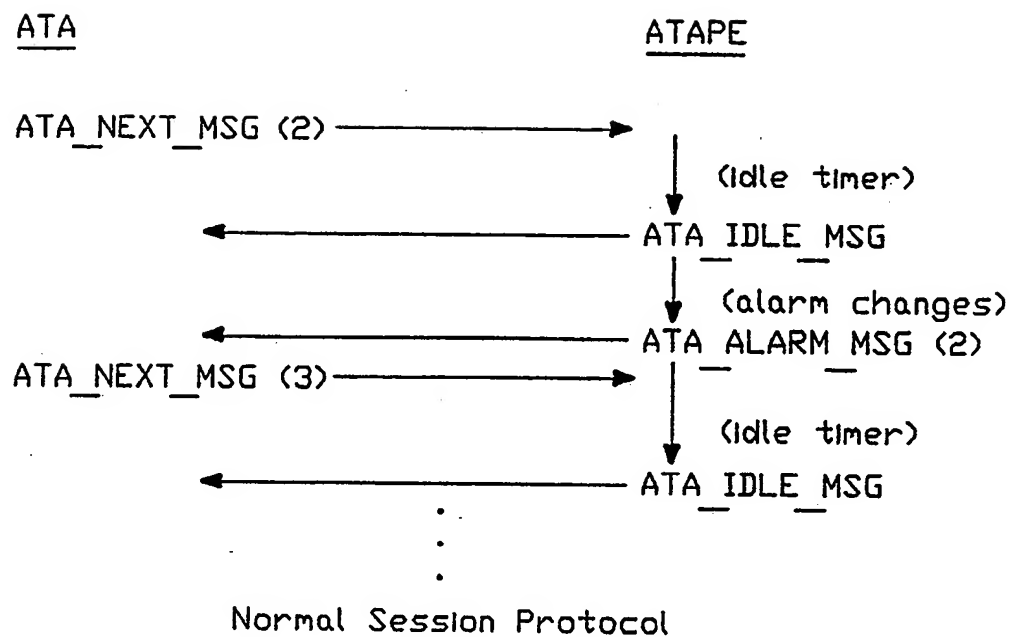 ATA ATAPE
ATA_NEXT_MSG (2)
(idle timer)
ATA_IDLE_MSG
(alarm changes)
ATA_ALARM_MSG (2)
ATA_NEXT_MSG (3)
(idle timer)
ATA_IDLE_MSG
Normal Session Protocol